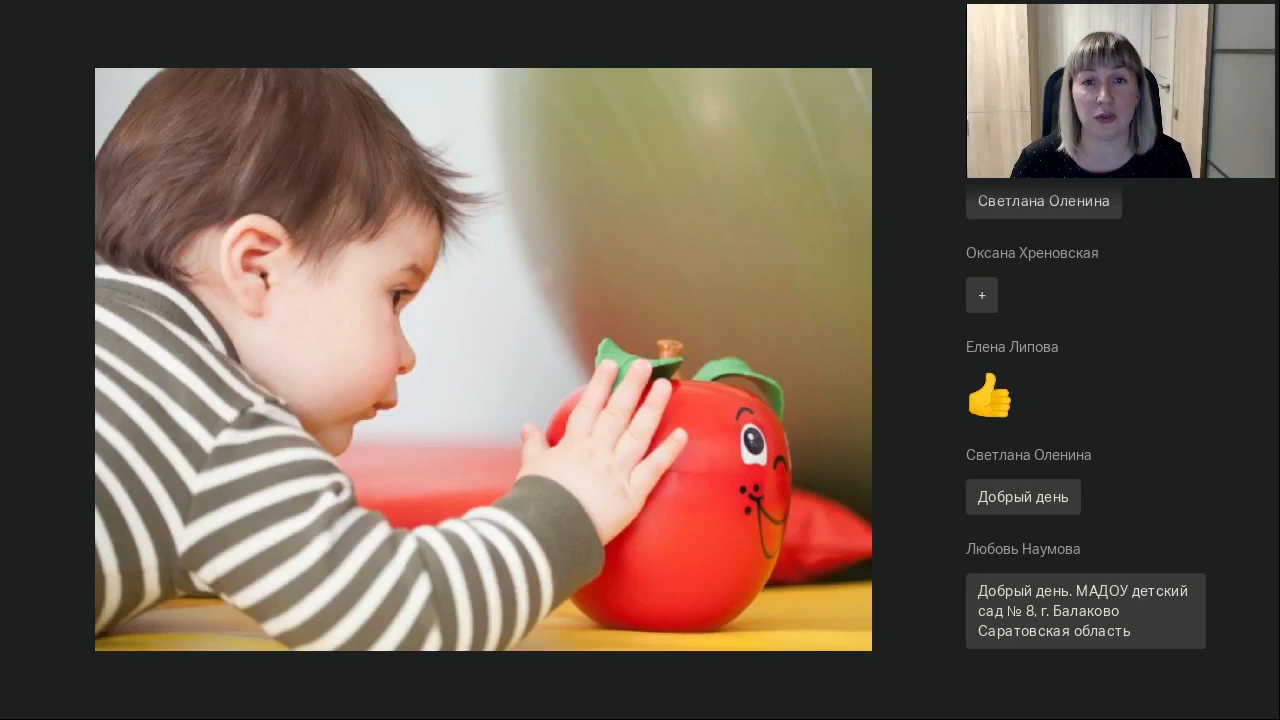 Светлана Оленина
Оксана Хреновская
+
Елена Липова
Светлана Оленина
Добрый день
Любовь Наумова
Добрый день. МАДОУ детский
сад № 8, г. Балаково
Саратовская область